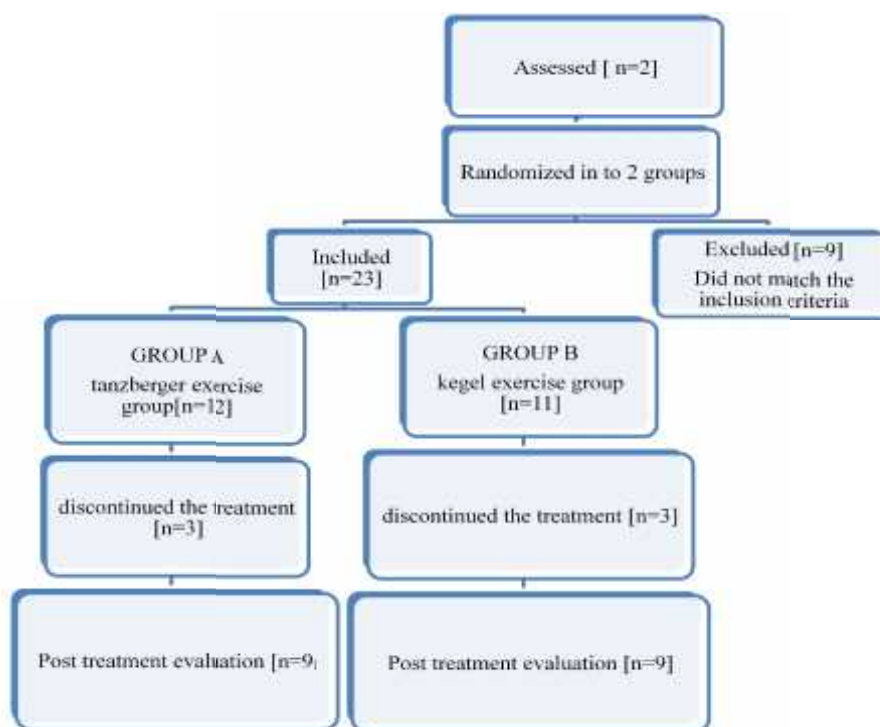 Assessed [ n=2]
Randomized in to 2 groups
Included
[n=23]
Excluded [n=9]
Did not match the
inclusion criteria
GROUP A
tanzberger exercise
group[n=12]
GROUP B
kegel exercise group
[n=11]
discontinued the treatment
[n=3]
discontinued the treatment [n=3]
Post treatment evaluation [n=9]
Post treatment evaluation [n=9]